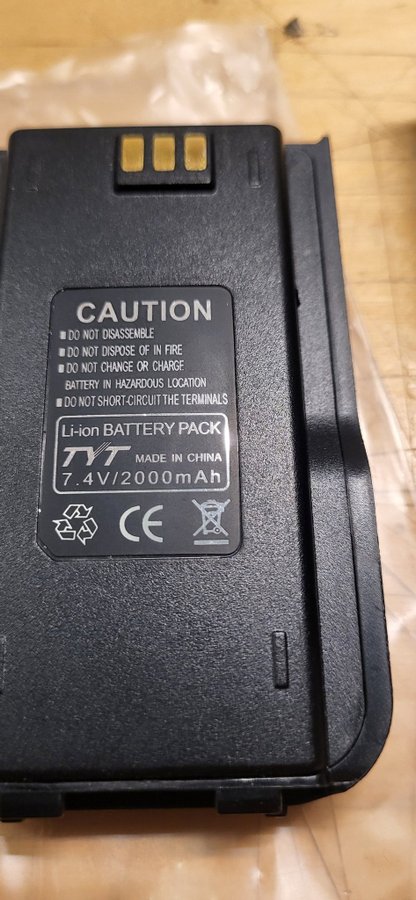 CAUTION
DO NOT DISASSEMBLE
DO NOT DISPOSE OF IN FIRE
DO NOT CHANGE OR CHARGE
BATTERY IN HAZARDOUS LOCATION
DO NOT SHORT-CIRCUIT THE TERMINALS
Li-ion BATTERY PACK
TYT MADE IN CHINA
7.4V/2000mAh
CE